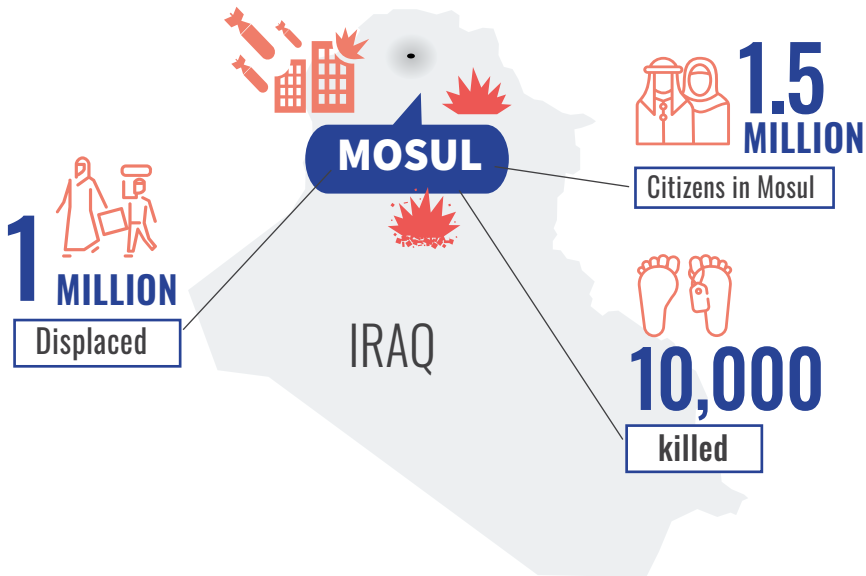 MOSUL
1.5
MILLION
Citizens in Mosul
1
MILLION
Displaced
IRAQ
10,000
killed